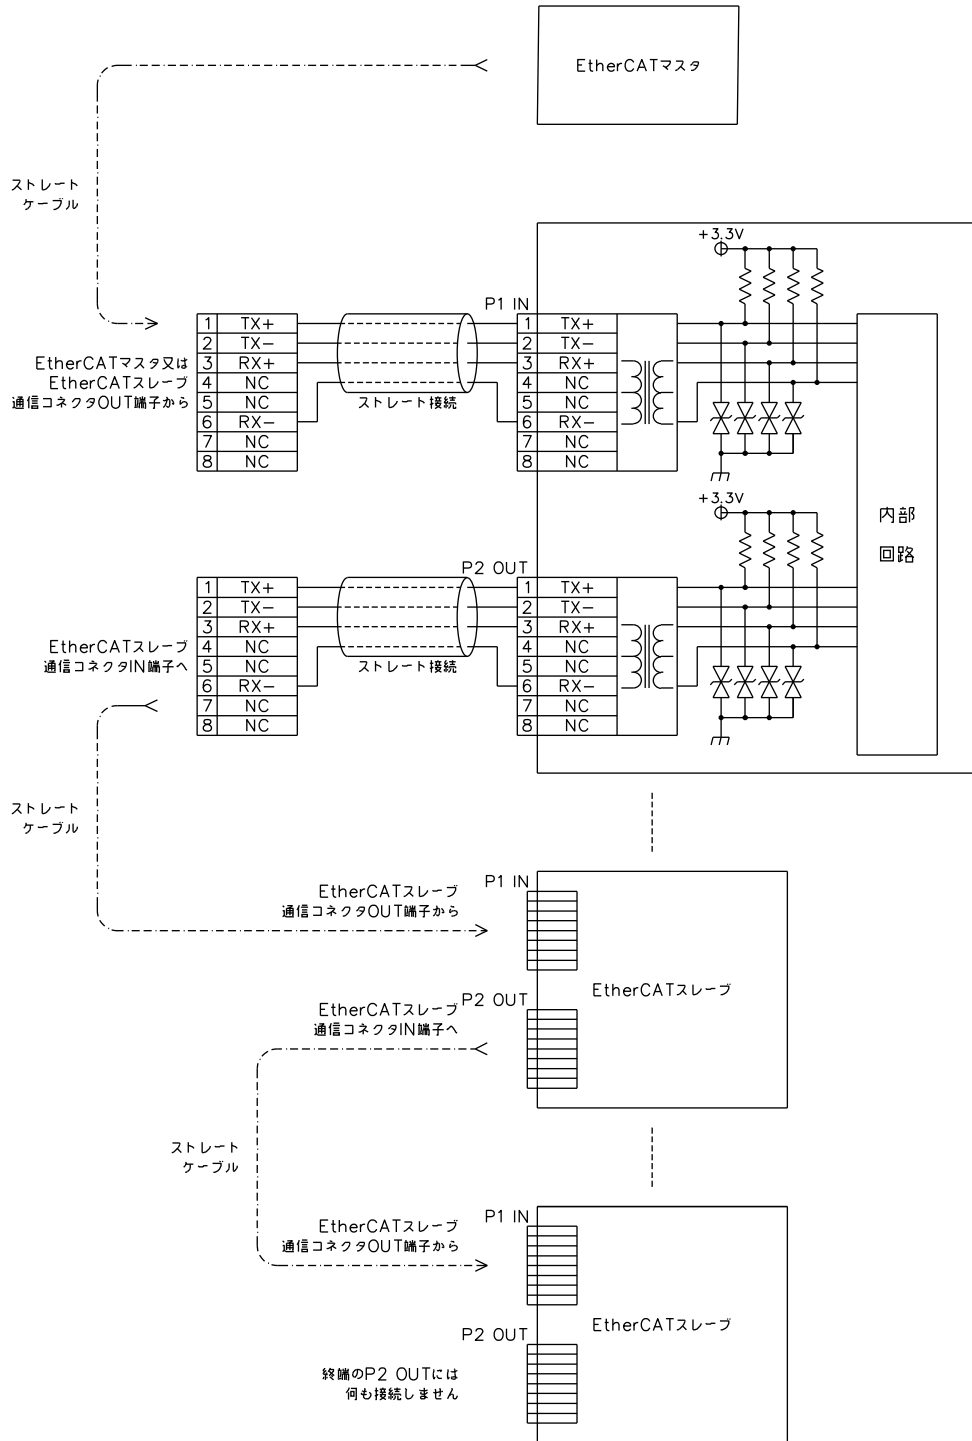 EtherCATマスタ
ストレート
ケーブル
+3.3V
P1 IN
1 TX+ 1 TX+
2 TX- 2 TX-
3 RX+ 3 RX+
4 NC 4 NC
5 NC 5 NC
6 RX- 6 RX-
7 NC 7 NC
8 NC 8 NC
EtherCATマスタ又は
EtherCATスレーブ
通信コネクタOUT端子から
ストレート接続
+3.3V
内部
回路
P2 OUT
1 TX+ 1 TX+
2 TX- 2 TX-
3 RX+ 3 RX+
4 NC 4 NC
5 NC 5 NC
6 RX- 6 RX-
7 NC 7 NC
8 NC 8 NC
EtherCATスレーブ
通信コネクタIN端子へ
ストレート接続
ストレート
ケーブル
P1 IN
EtherCATスレーブ
通信コネクタOUT端子から
EtherCATスレーブ
P2 OUT
EtherCATスレーブ
通信コネクタIN端子へ
ストレート
ケーブル
P1 IN
EtherCATスレーブ
通信コネクタOUT端子から
EtherCATスレーブ
P2 OUT
終端のP2 OUTには
何も接続しません